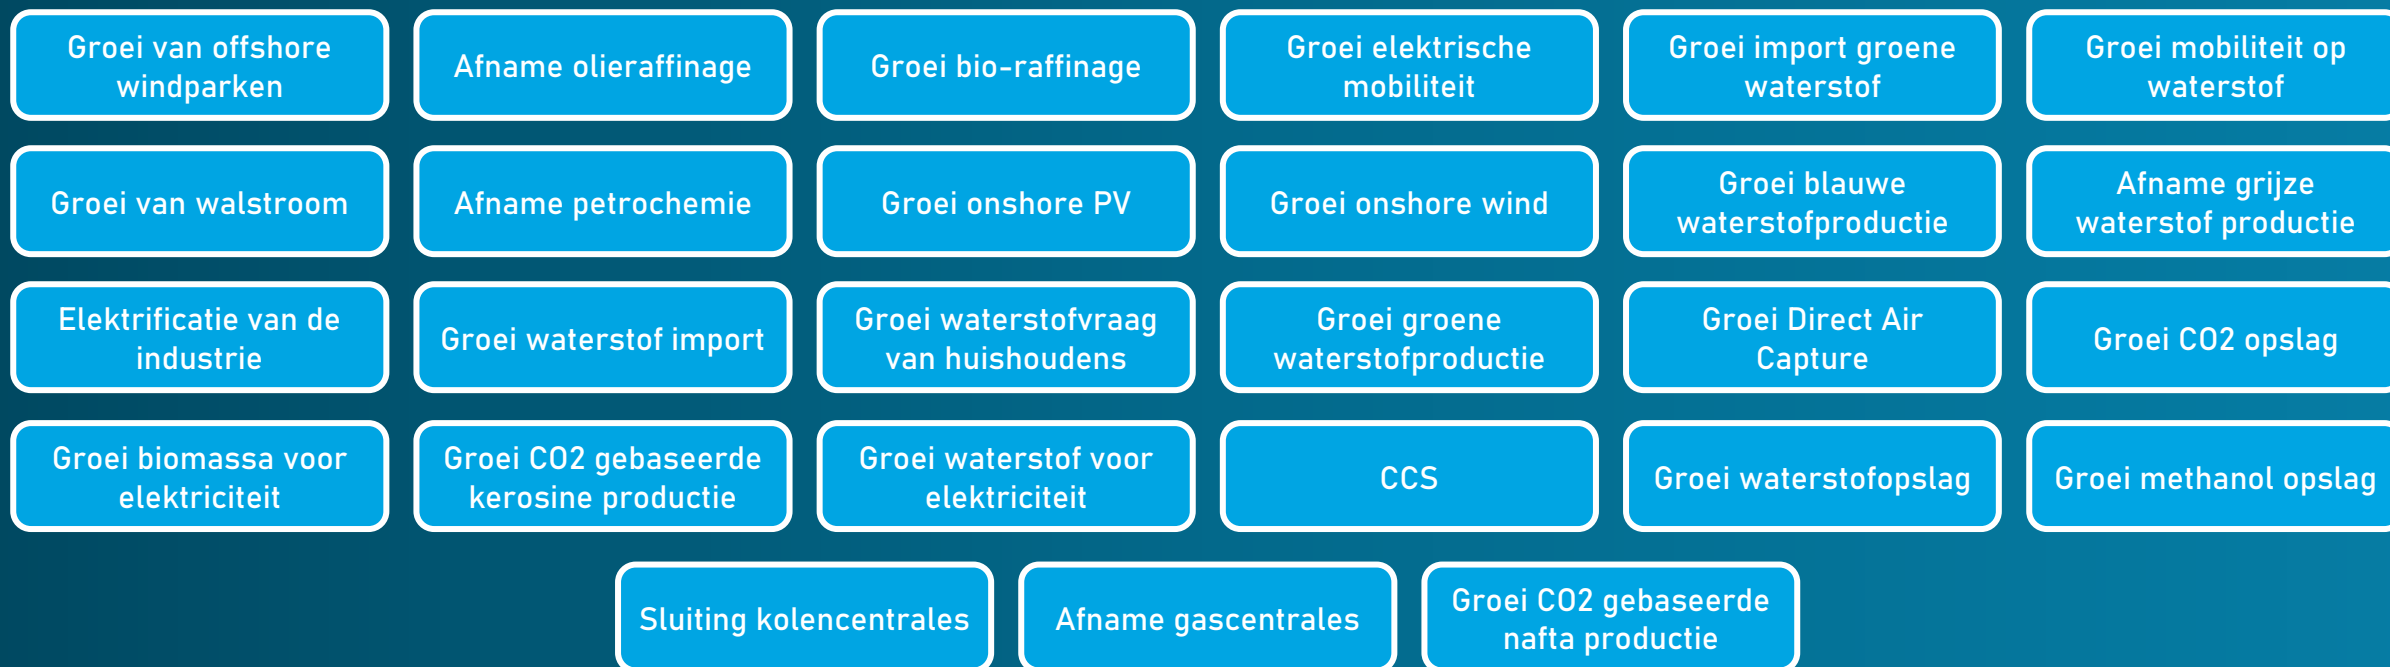 Groei van offshore
windparken
Afname olieraffinage
Groei bio-raffinage
Groei elektrische
mobiliteit
Groei import groene
waterstof
Groei mobiliteit op
waterstof
Groei van walstroom
Afname petrochemie
Groei onshore PV
Groei onshore wind
Groei blauwe
waterstofproductie
Afname grijze
waterstof productie
Elektrificatie van de
industrie
Groei waterstof import
Groei waterstofvraag
van huishoudens
Groei groene
waterstofproductie
Groei Direct Air
Capture
Groei CO2 opslag
Groei biomassa voor
elektriciteit
Groei CO2 gebaseerde
kerosine productie
Groei waterstof voor
elektriciteit
CCS
Groei waterstofopslag
Groei methanol opslag
Sluiting kolencentrales
Afname gascentrales
Groei CO2 gebaseerde
nafta productie